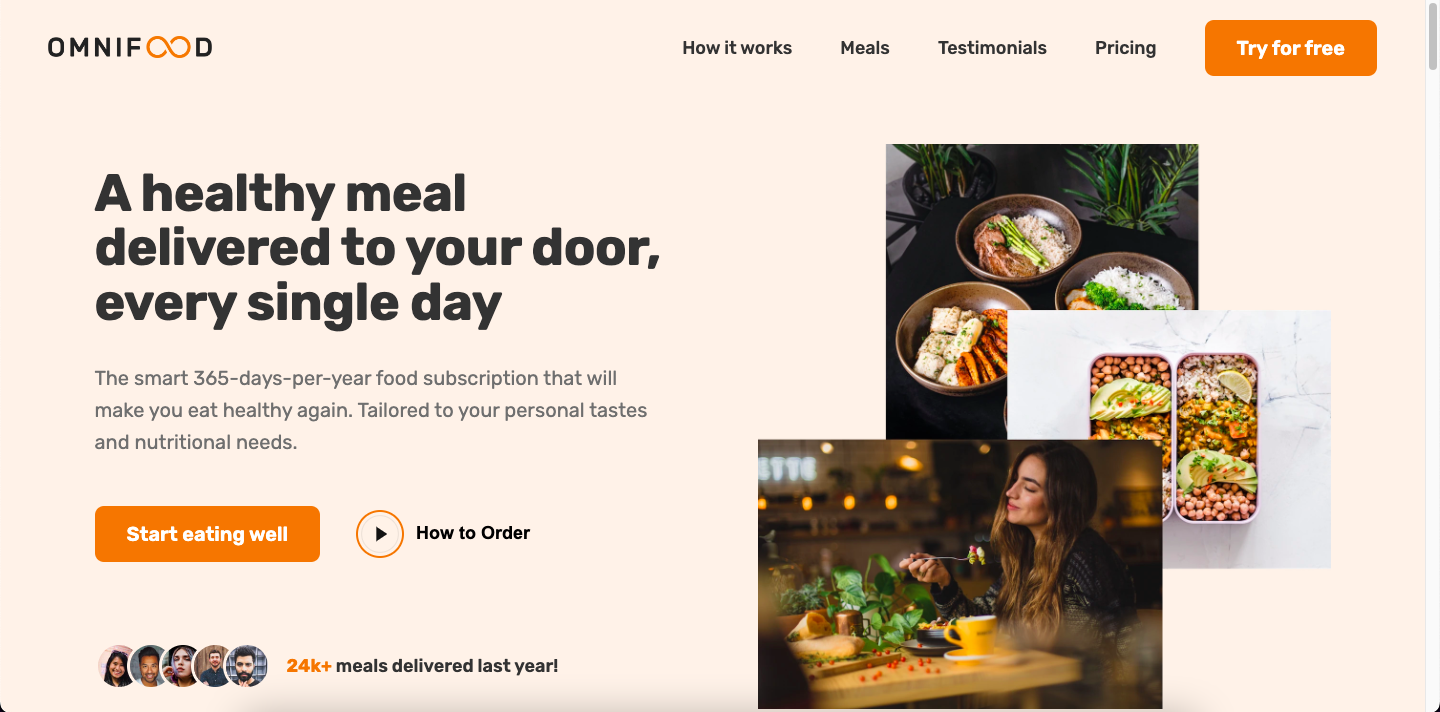 OMNIFOOD
How it works
Meals
Testimonials
Pricing
Try for free
A healthy meal
delivered to your door,
every single day
The smart 365-days-per-year food subscription that will
make you eat healthy again. Tailored to your personal tastes
and nutritional needs.
Start eating well
How to Order
24k+ meals delivered last year!